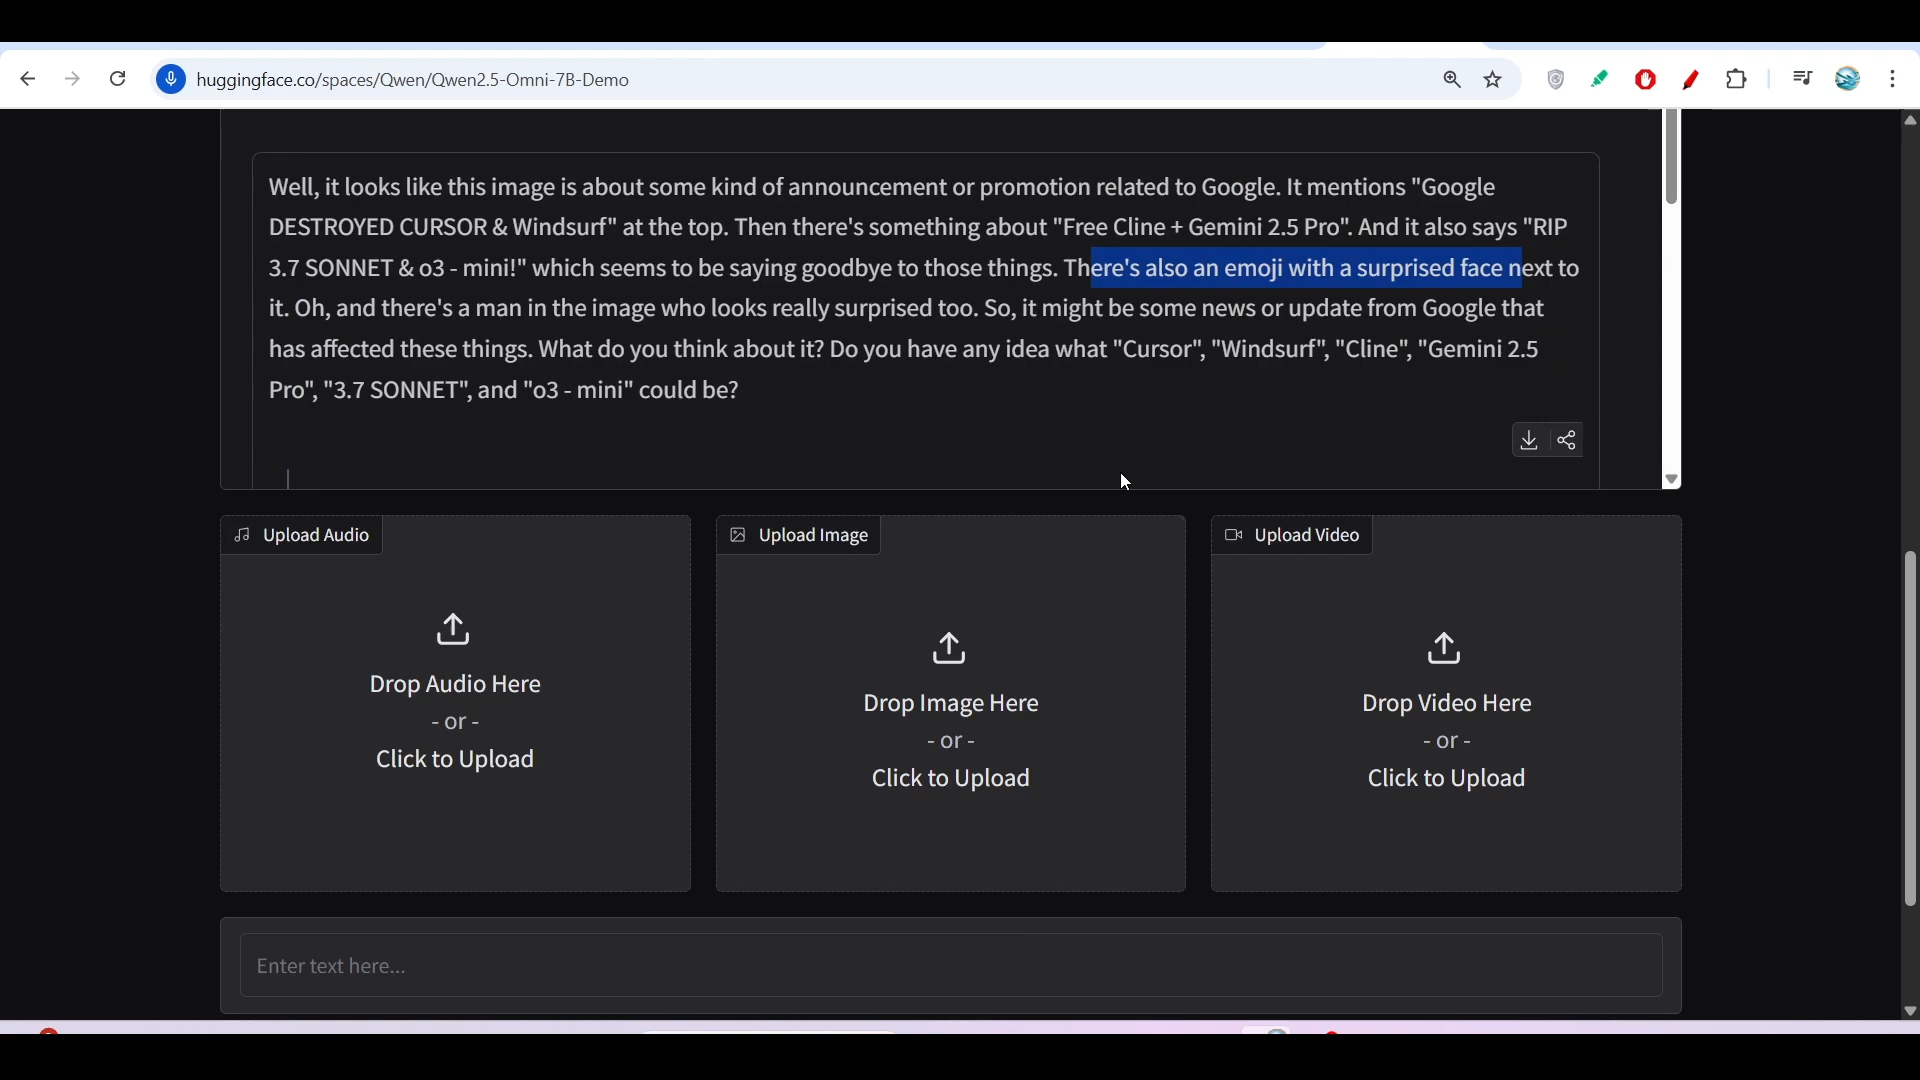 huggingface.co/spaces/Qwen/Qwen2.5-Omni-7B-Demo
Well, it looks like this image is about some kind of announcement or promotion related to Google. It mentions "Google
DESTROYED CURSOR & Windsurf" at the top. Then there's something about "Free Cline + Gemini 2.5 Pro". And it also says "RIP
3.7 SONNET & o3 - mini!" which seems to be saying goodbye to those things. There's also an emoji with a surprised face next to
it. Oh, and there's a man in the image who looks really surprised too. So, it might be some news or update from Google that
has affected these things. What do you think about it? Do you have any idea what "Cursor", "Windsurf", "Cline", "Gemini 2.5
Pro", "3.7 SONNET", and "o3 - mini" could be?
Upload Audio
Drop Audio Here
- or -
Click to Upload
Upload Image
Drop Image Here
- or -
Click to Upload
Upload Video
Drop Video Here
- or -
Click to Upload
Enter text here...